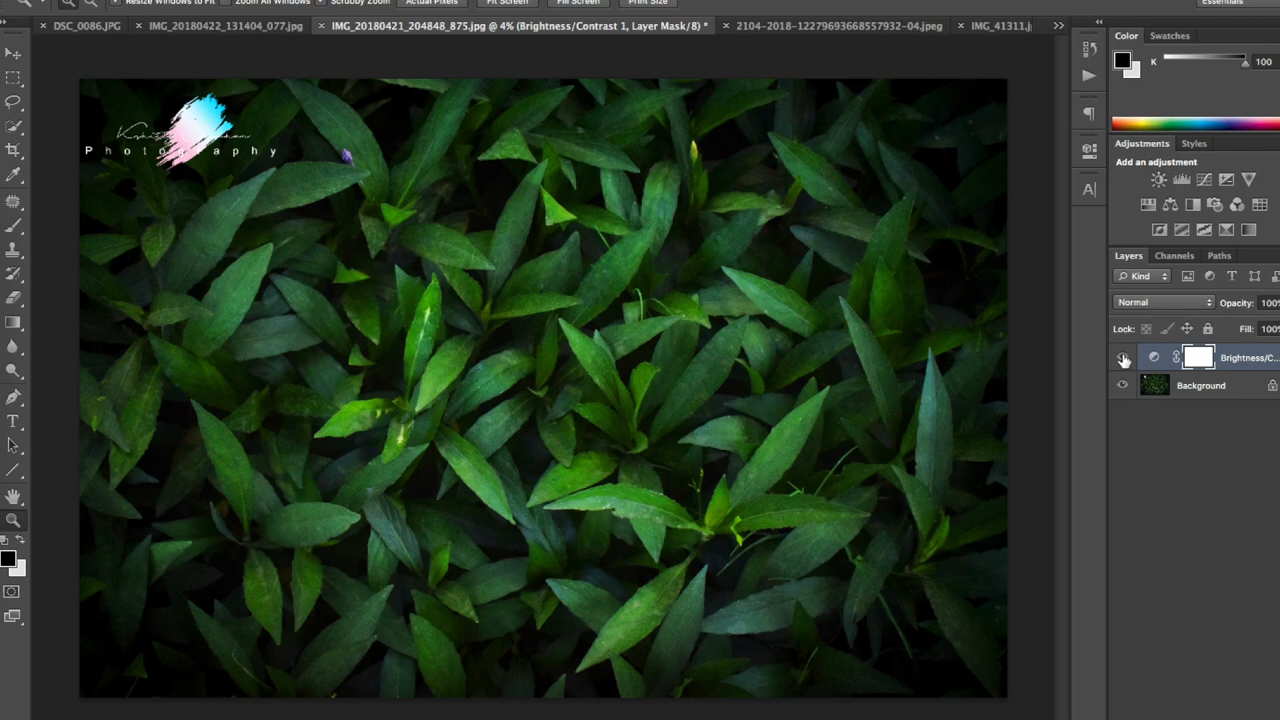 Resize Windows to Fit Zoom All Windows Scrubby Zoom Actual Pixels Fit Screen Fill Screen Print Size Essentials
DSC_0086.JPG IMG_20180422_131404_077.jpg IMG_20180421_204848_875.jpg @ 4% (Brightness/Contrast 1, Layer Mask/8) * 2104-2018-12279693668557932-04.jpeg IMG_41311.j
Color Swatches
K 100
Photography
Adjustments Styles
Add an adjustment
Layers Channels Paths
Kind
Normal Opacity: 100%
Lock: Fill: 100%
Brightness/C...
Background